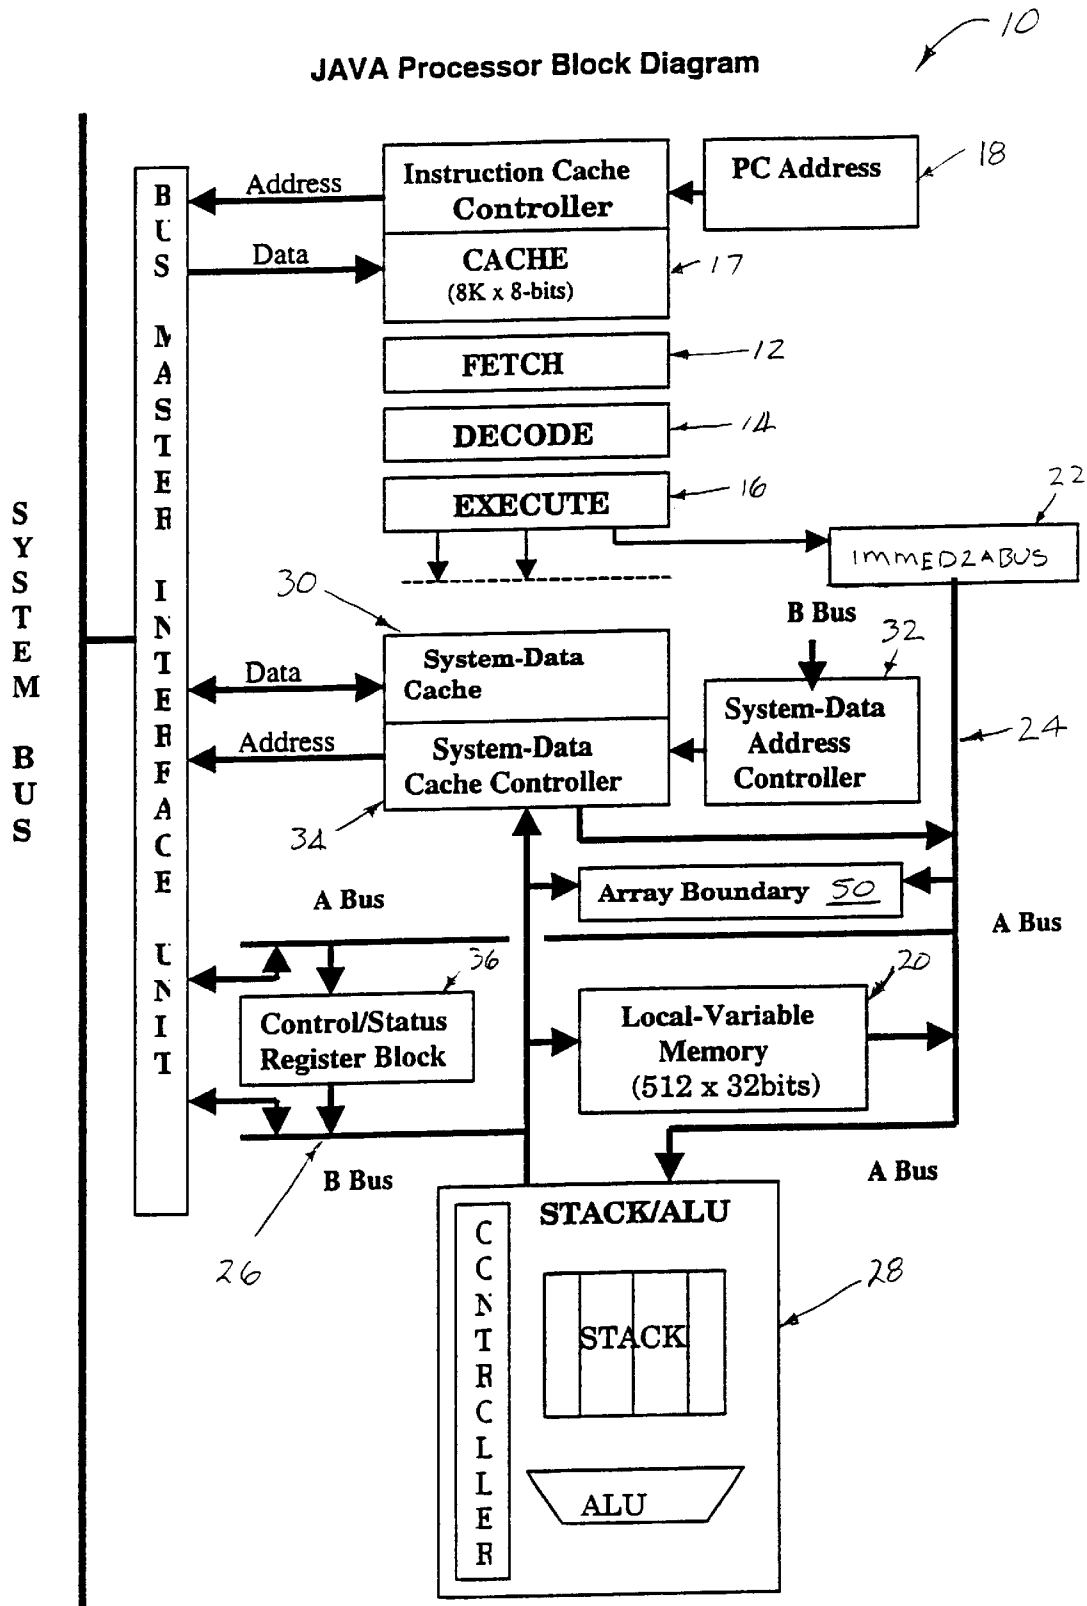 10
JAVA Processor Block Diagram
SYSTEM BUS
BUS MASTER INTERFACE UNIT
Address
Instruction Cache
Controller
PC Address
18
Data
CACHE
(8K x 8-bits)
17
FETCH
12
DECODE
14
EXECUTE
16
22
IMMED2ABUS
30
B Bus
32
Data
System-Data
Cache
System-Data
Address
Controller
24
Address
System-Data
Cache Controller
34
Array Boundary 50
A Bus
A Bus
36
20
Control/Status
Register Block
Local-Variable
Memory
(512 x 32bits)
B Bus
A Bus
26
STACK/ALU
28
CONTROLLER
STACK
ALU